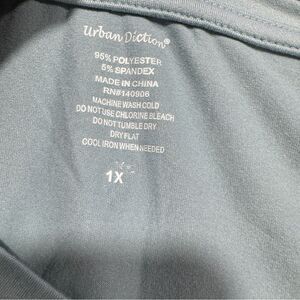 Urban Diction®
95% POLYESTER
5% SPANDEX
MADE IN CHINA
RN#140906
MACHINE WASH COLD
DO NOT USE CHLORINE BLEACH
DO NOT TUMBLE DRY
DRY FLAT
COOL IRON WHEN NEEDED
1X